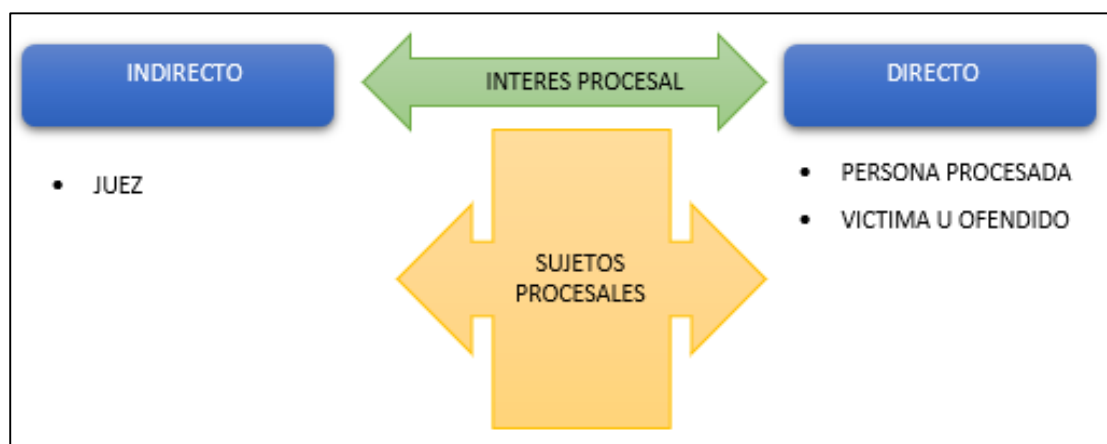 INDIRECTO
INTERES PROCESAL
DIRECTO
• JUEZ
• PERSONA PROCESADA
• VICTIMA U OFENDIDO
SUJETOS
PROCESALES